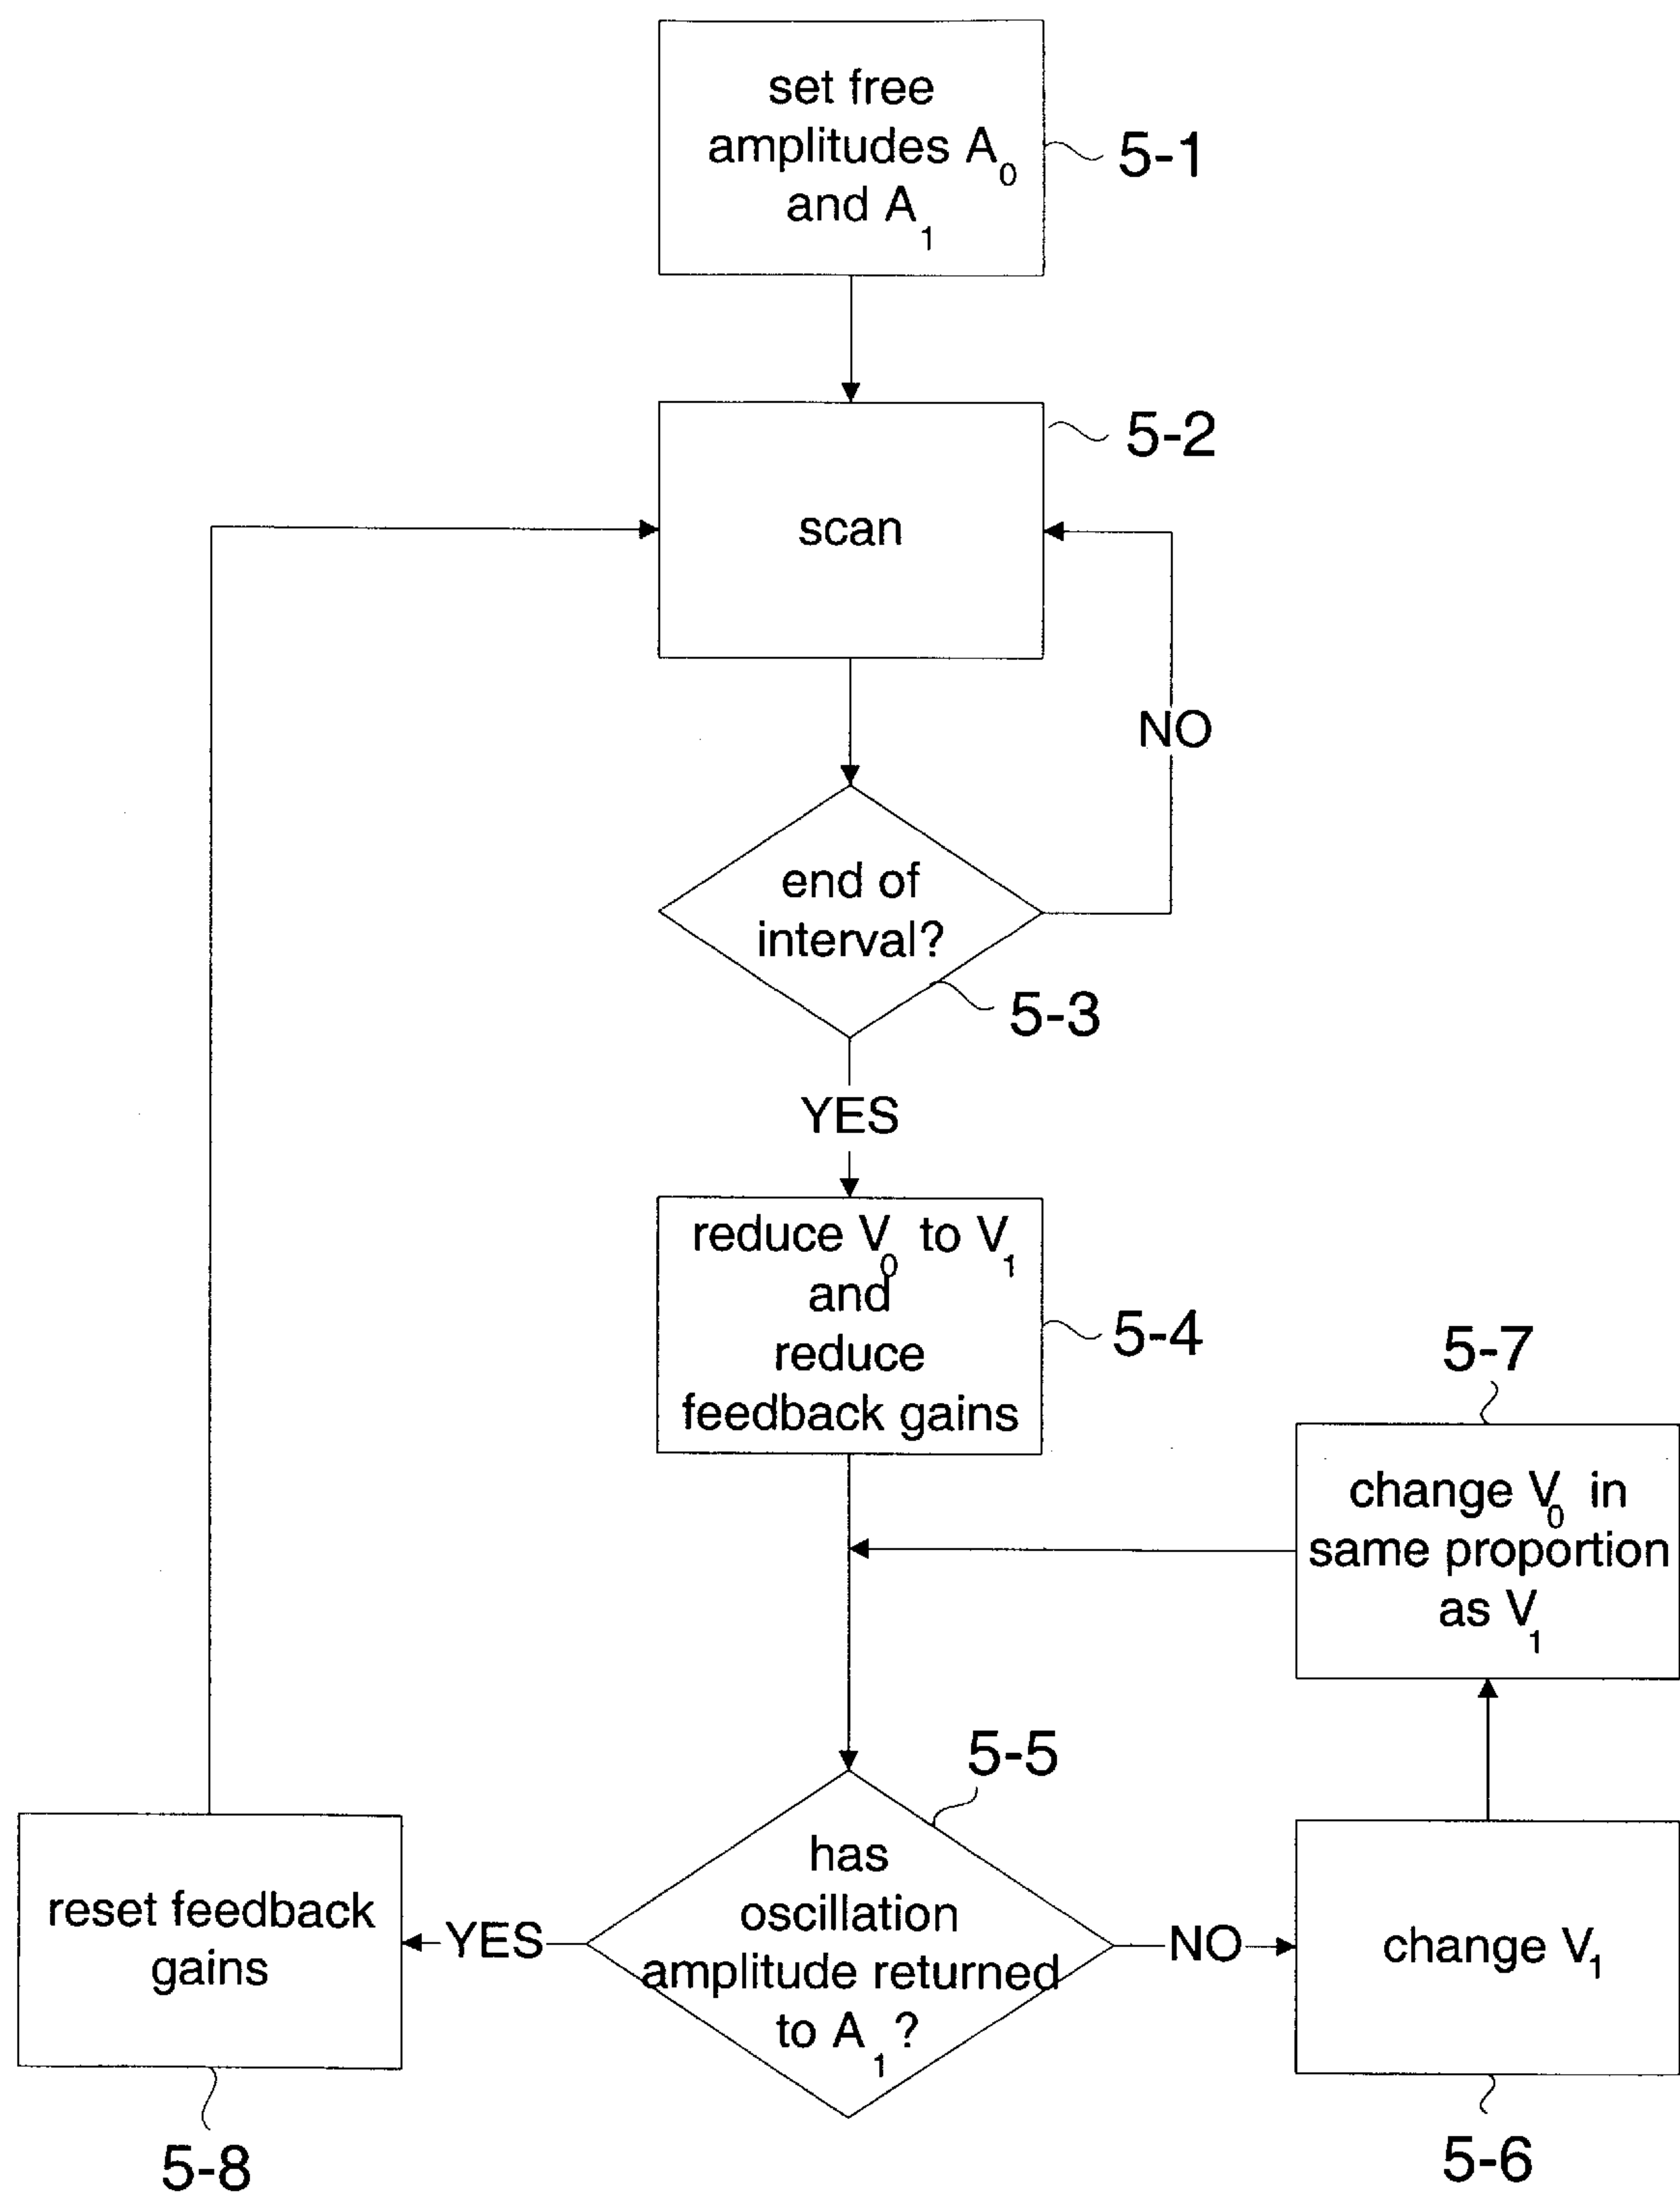 set free
amplitudes A₀
and A₁
5-1
5-2
scan
NO
end of
interval?
5-3
YES
reduce V₀ to V₁
and
reduce
feedback gains
5-4
5-7
change V₀ in
same proportion
as V₁
5-5
has
oscillation
amplitude returned
to A₁ ?
YES
reset feedback
gains
NO
change V₁
5-8
5-6